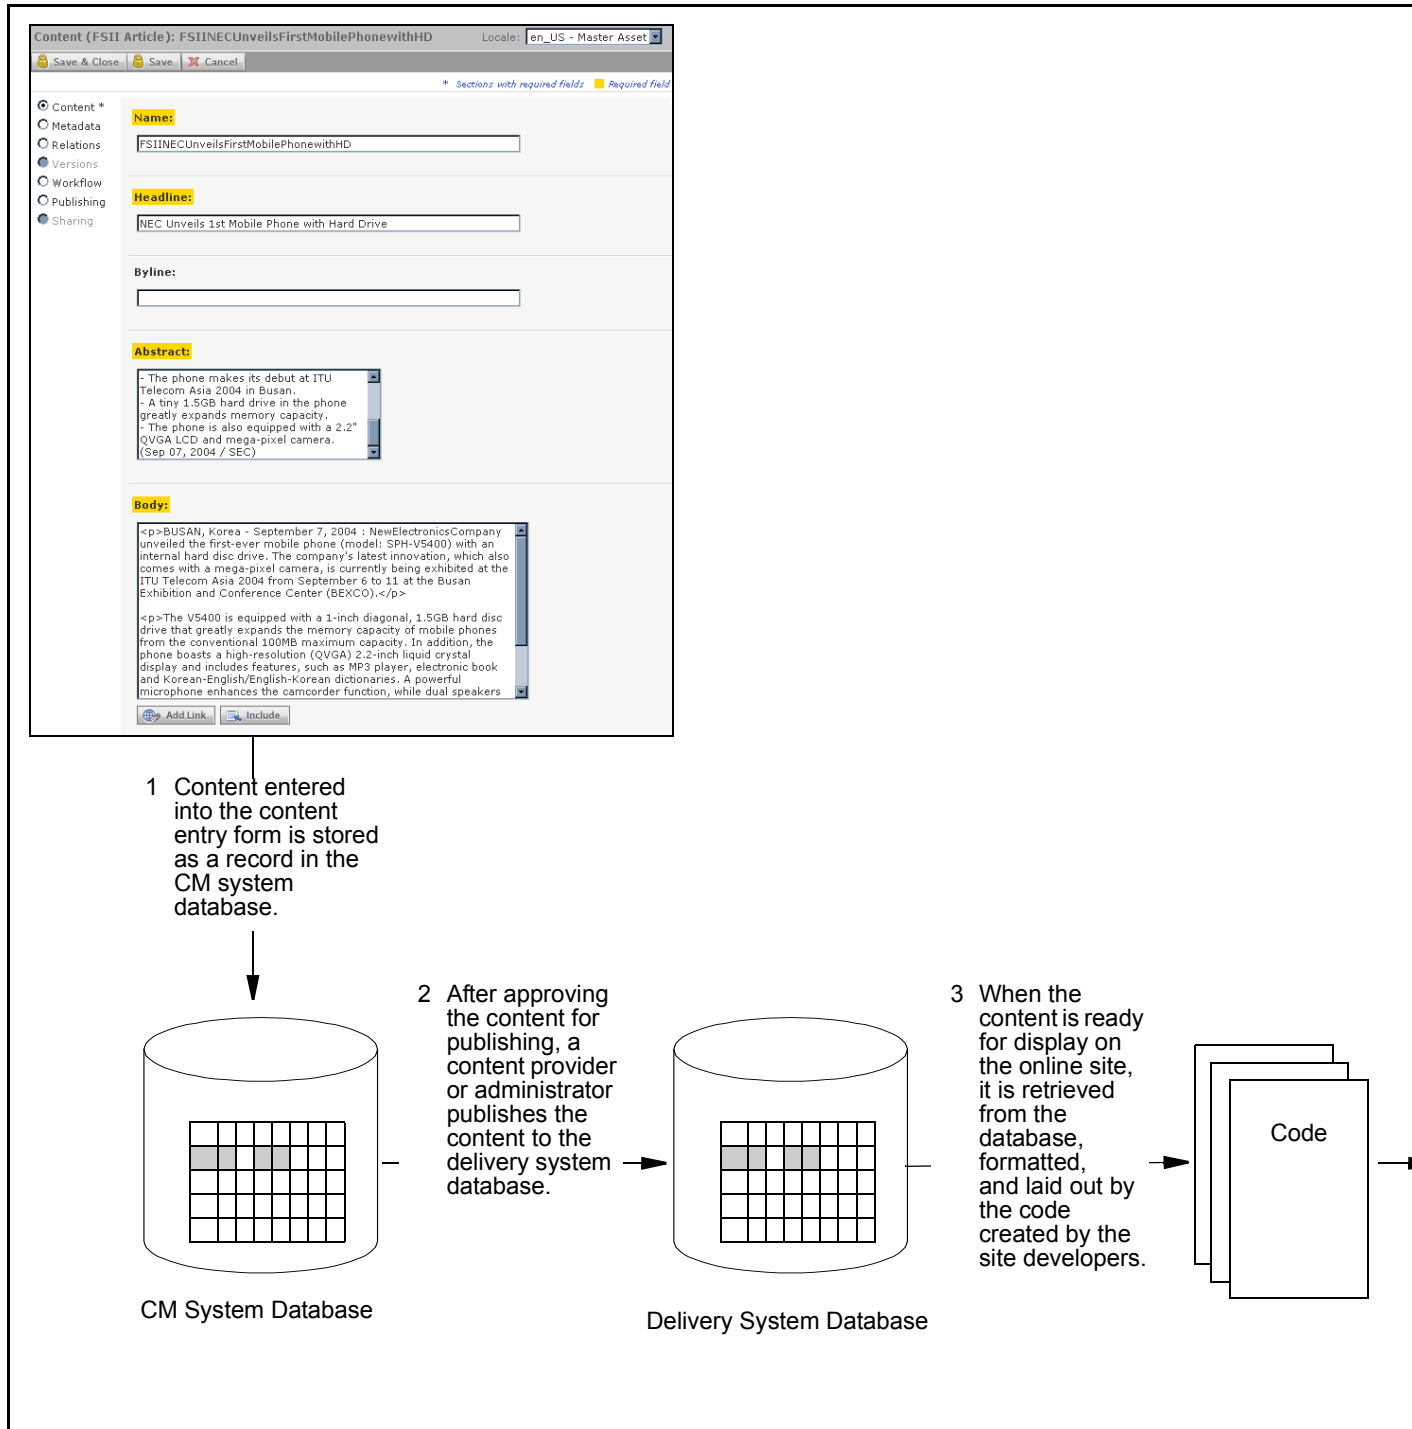 Content (FSII Article): FSIINECUnveilsFirstMobilePhonewithHD
Locale: en_US - Master Asset
Save & Close Save Cancel
* Sections with required fields Required field
Content *
Metadata
Relations
Versions
Workflow
Publishing
Sharing
Name:
FSIINECUnveilsFirstMobilePhonewithHD
Headline:
NEC Unveils 1st Mobile Phone with Hard Drive
Byline:
Abstract:
- The phone makes its debut at ITU
Telecom Asia 2004 in Busan.
- A tiny 1.5GB hard drive in the phone
greatly expands memory capacity.
- The phone is also equipped with a 2.2"
QVGA LCD and mega-pixel camera.
(Sep 07, 2004 / SEC)
Body:
<p>BUSAN, Korea - September 7, 2004 : NewElectronicsCompany
unveiled the first-ever mobile phone (model: SPH-V5400) with an
internal hard disc drive. The company's latest innovation, which also
comes with a mega-pixel camera, is currently being exhibited at the
ITU Telecom Asia 2004 from September 6 to 11 at the Busan
Exhibition and Conference Center (BEXCO).</p>
<p>The V5400 is equipped with a 1-inch diagonal, 1.5GB hard disc
drive that greatly expands the memory capacity of mobile phones
from the conventional 100MB maximum capacity. In addition, the
phone boasts a high-resolution (QVGA) 2.2-inch liquid crystal
display and includes features, such as MP3 player, electronic book
and Korean-English/English-Korean dictionaries. A powerful
microphone enhances the camcorder function, while dual speakers
Add Link Include
1 Content entered
into the content
entry form is stored
as a record in the
CM system
database.
2 After approving
the content for
publishing, a
content provider
or administrator
publishes the
content to the
delivery system
database.
3 When the
content is ready
for display on
the online site,
it is retrieved
from the
database,
formatted,
and laid out by
the code
created by the
site developers.
Code
CM System Database
Delivery System Database